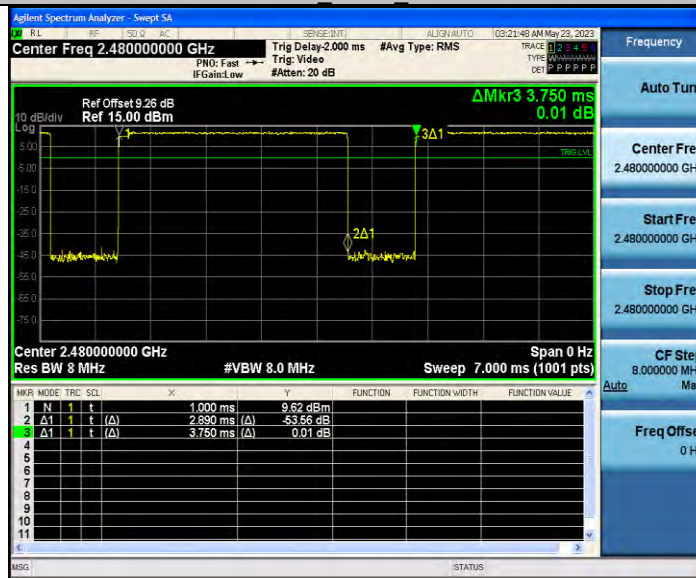 Agilent Spectrum Analyzer - Swept SA
RL RF 50 Ω AC SENSE:INT ALIGN AUTO 03:21:48 AM May 23, 2023
Center Freq 2.480000000 GHz
PNO: Fast
IFGain:Low
Trig Delay-2.000 ms
Trig: Video
#Atten: 20 dB
#Avg Type: RMS
TRACE 1 2 3 4 5 6
TYPE
DET P P P P P P
Ref Offset 9.26 dB
10 dB/div Ref 15.00 dBm
Log
ΔMkr3 3.750 ms
0.01 dB
1
3Δ1
5.00
TRIG LVL
-5.00
-15.0
-25.0
-35.0
2Δ1
-45.0
-55.0
-65.0
-75.0
Center 2.480000000 GHz Span 0 Hz
Res BW 8 MHz #VBW 8.0 MHz Sweep 7.000 ms (1001 pts)
MKR MODE TRC SCL X Y FUNCTION FUNCTION WIDTH FUNCTION VALUE
1 N 1 t 1.000 ms 9.62 dBm
2 Δ1 1 t (Δ) 2.890 ms (Δ) -53.56 dB
3 Δ1 1 t (Δ) 3.750 ms (Δ) 0.01 dB
4
5
6
7
8
9
10
11
MSG STATUS
Frequency
Auto Tun
Center Fre
2.480000000 GH
Start Fre
2.480000000 GH
Stop Fre
2.480000000 GH
CF Ste
8.000000 MH
Auto Ma
Freq Offse
0 H